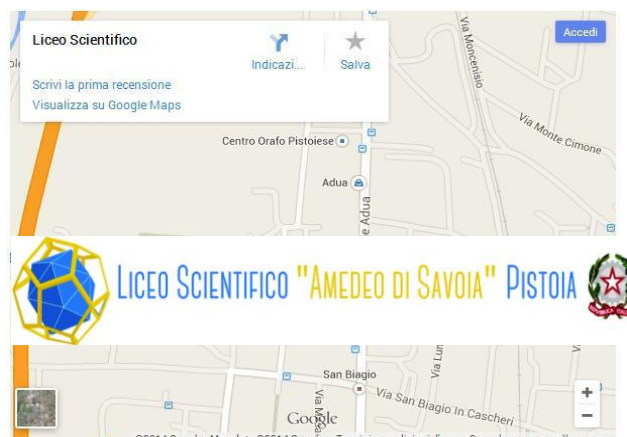 Liceo Scientifico
Indicazi...
Salva
Accedi
Scrivi la prima recensione
Visualizza su Google Maps
Via Moncenisio
Via Monte Cimone
Centro Orafo Pistoiese
Adua
e Adua
LICEO SCIENTIFICO "AMEDEO DI SAVOIA" PISTOIA
San Biagio
Via San Biagio In Cascheri
Google